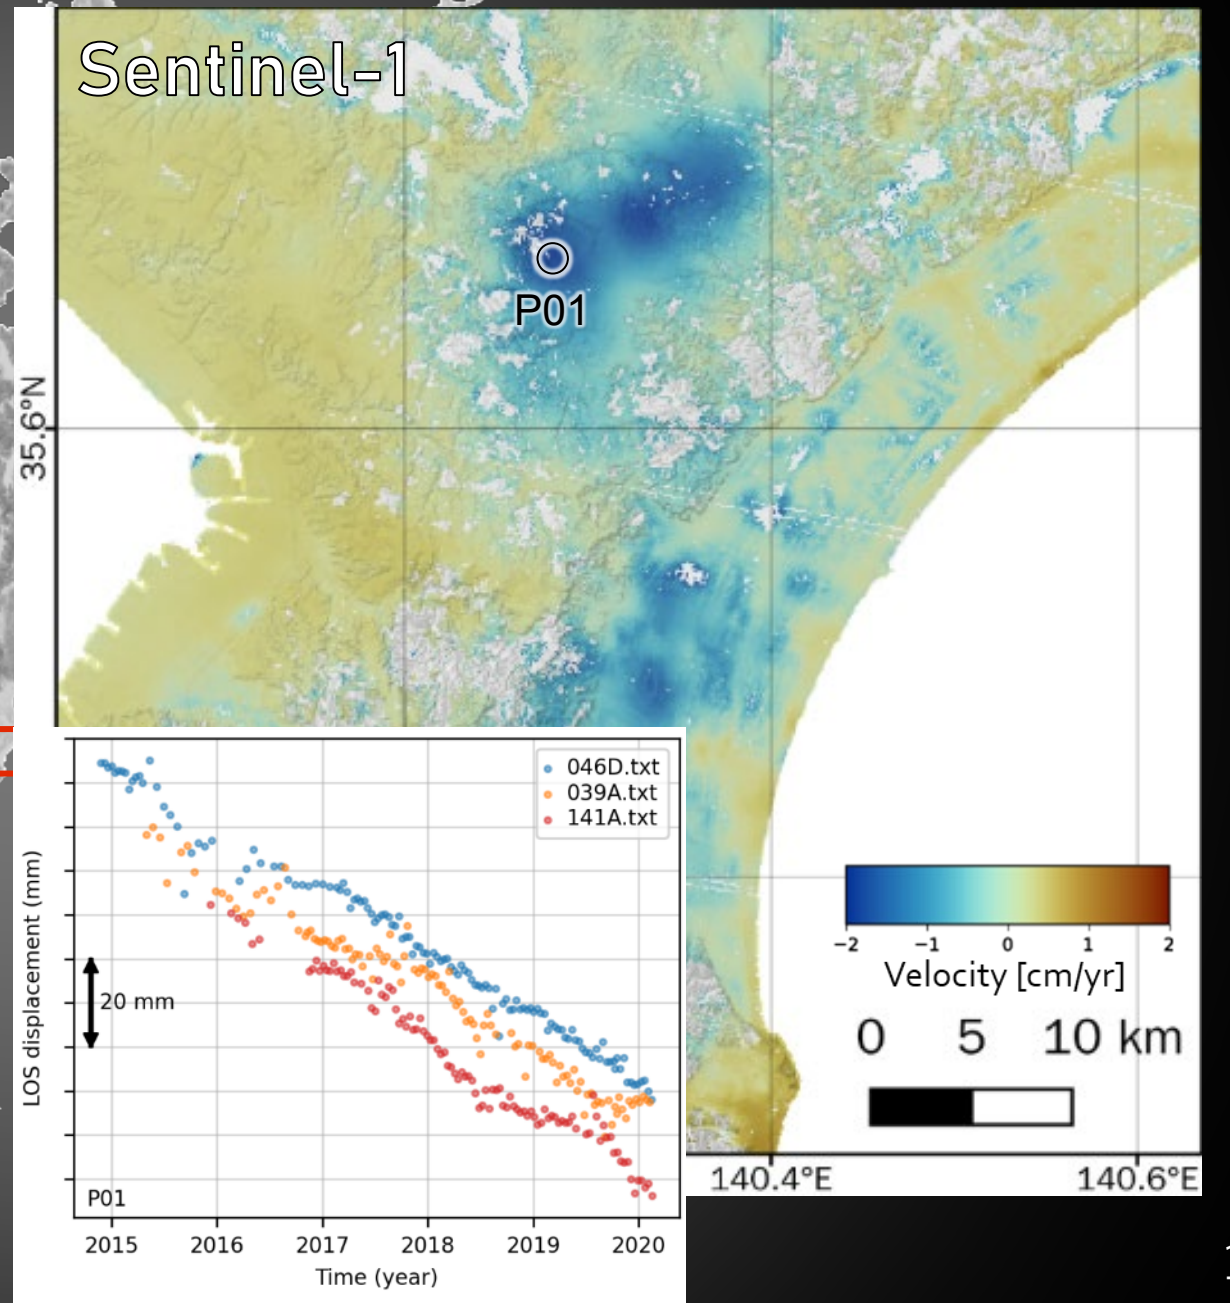 Sentinel-1
P01
35.6°N
−2 −1 0 1 2
Velocity [cm/yr]
0 5 10 km
140.4°E 140.6°E
046D.txt
039A.txt
141A.txt
LOS displacement (mm)
20 mm
P01
2015 2016 2017 2018 2019 2020
Time (year)